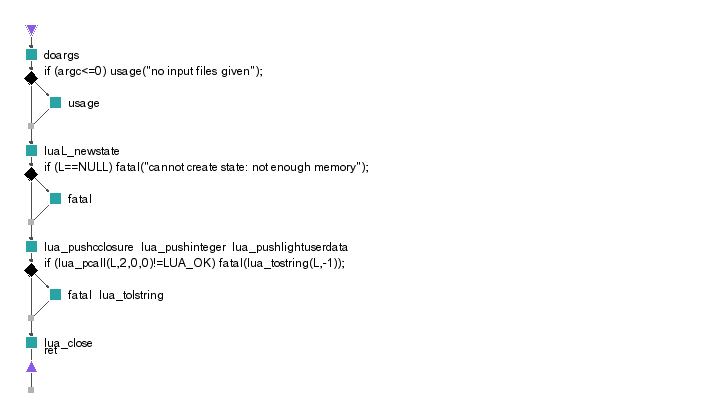 doargs
if (argc<=0) usage("no input files given");
usage
luaL_newstate
if (L==NULL) fatal("cannot create state: not enough memory");
fatal
lua_pushcclosure lua_pushinteger lua_pushlightuserdata
if (lua_pcall(L,2,0,0)!=LUA_OK) fatal(lua_tostring(L,-1));
fatal lua_tolstring
lua_close
ret